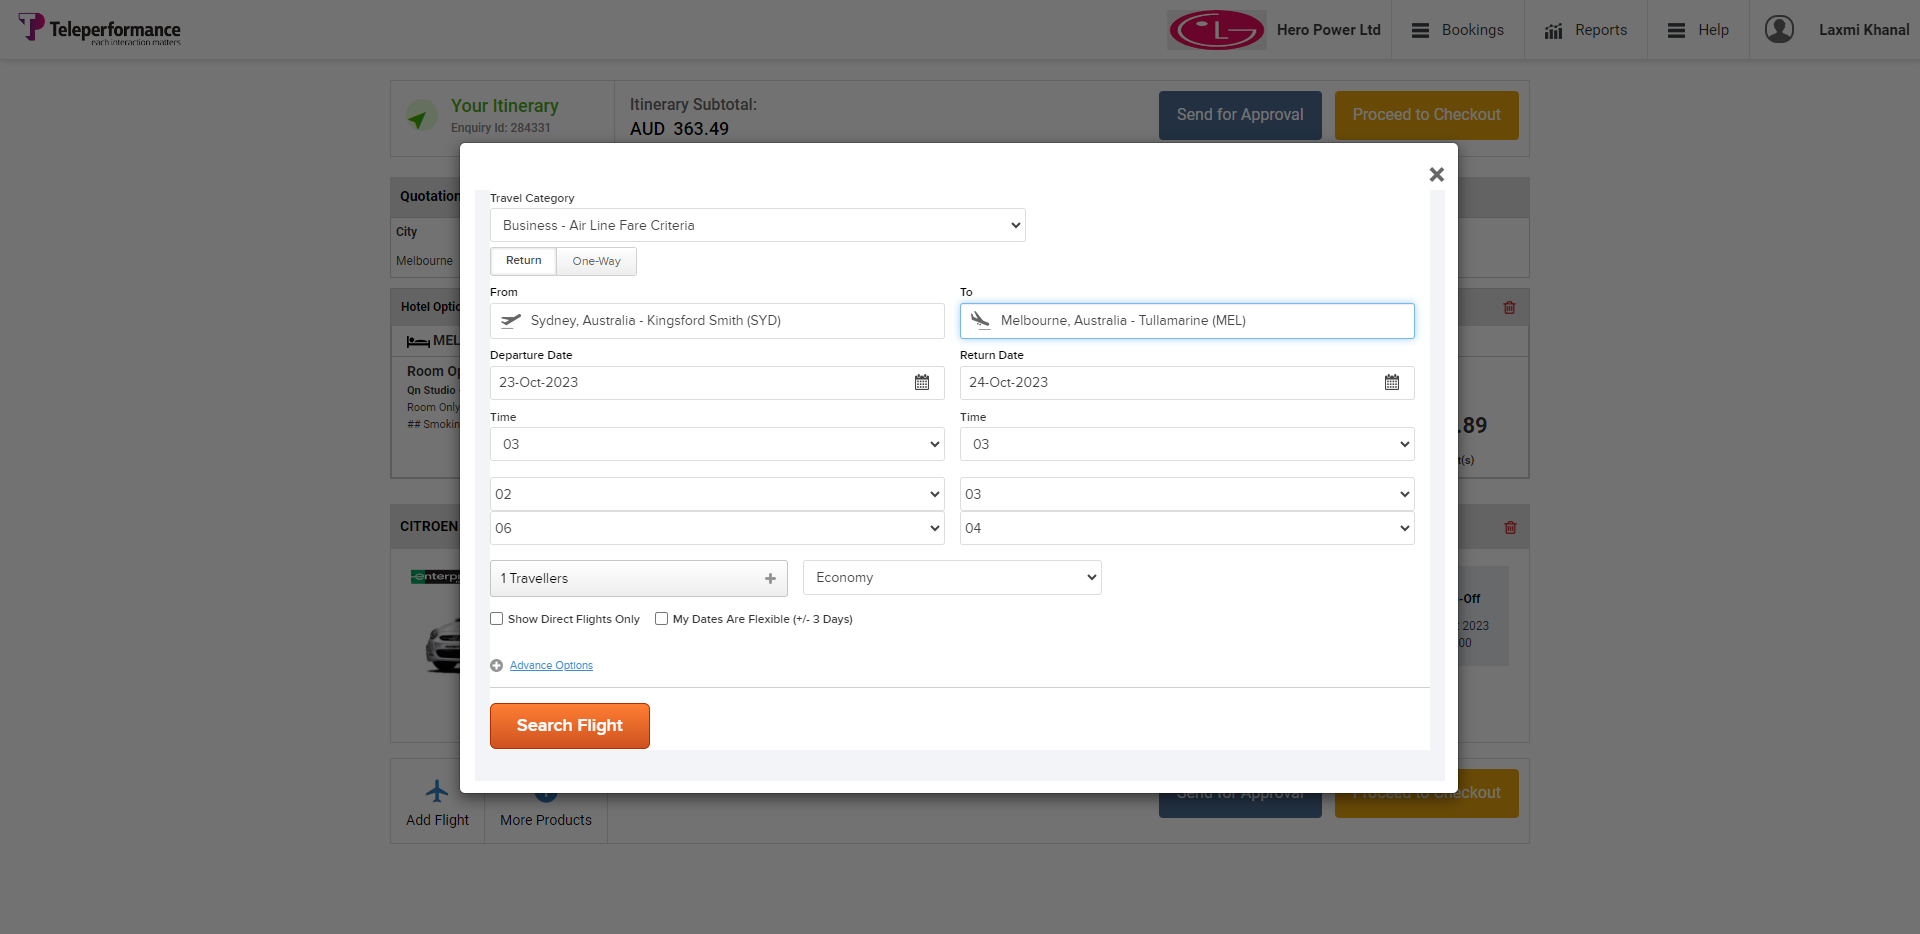 Teleperformance
each interaction matters
LG
Hero Power Ltd
Bookings
Reports
Help
Laxmi Khanal
Your Itinerary
Enquiry Id: 284331
Itinerary Subtotal:
AUD 363.49
Send for Approval
Proceed to Checkout
Quotation
City
Melbourne
Hotel Optio
MEL
Room Op
Qn Studio
Room Only
## Smokin
.89
t(s)
CITROEN
enterpr
-Off
2023
00
Travel Category
Business - Air Line Fare Criteria
Return
One-Way
From
To
Sydney, Australia - Kingsford Smith (SYD)
Melbourne, Australia - Tullamarine (MEL)
Departure Date
Return Date
23-Oct-2023
24-Oct-2023
Time
Time
03
03
02
03
06
04
1 Travellers
Economy
Show Direct Flights Only
My Dates Are Flexible (+/- 3 Days)
Advance Options
Search Flight
Add Flight
More Products
Send for Approval
Proceed to Checkout